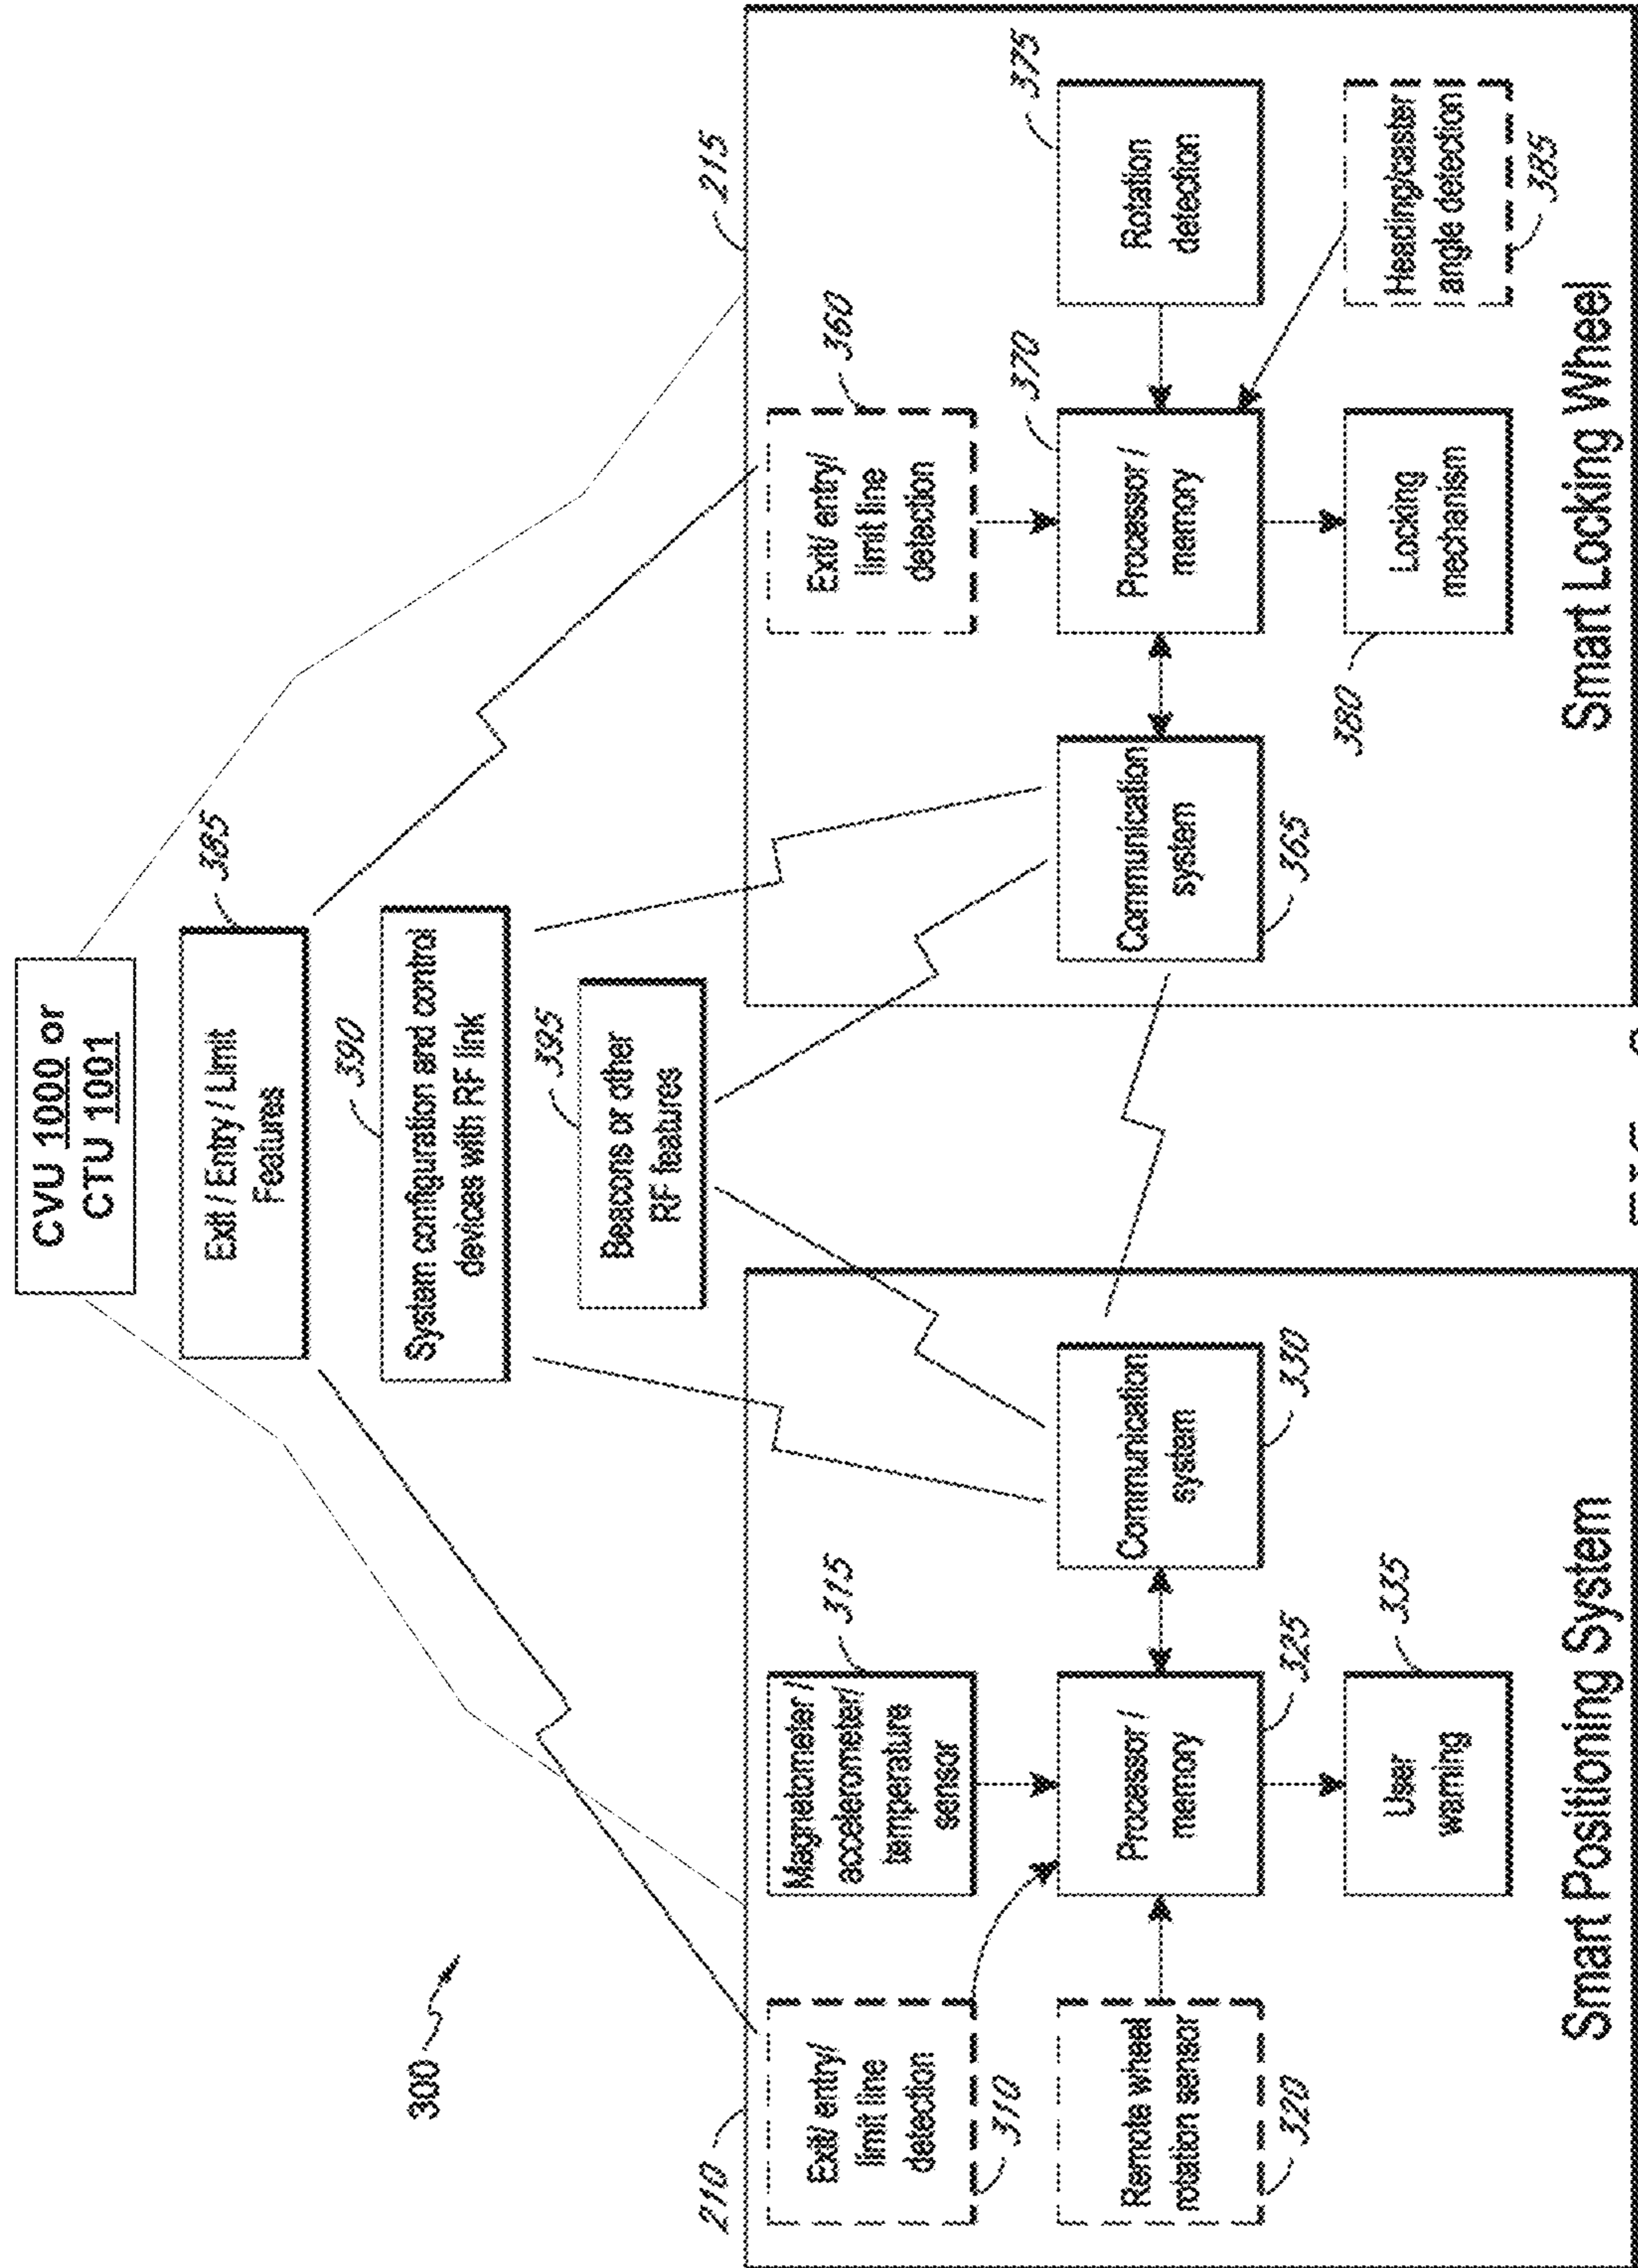 CVU 1000 or
CTU 1001
385
Exit / Entry / Limit
Features
390
System configuration and control
devices with RF link
395
Beacons or other
RF features
300
210
Exit/ entry/
limit line
detection
310
315
Magnetometer /
accelerometer/
temperature
sensor
Remote wheel
rotation sensor
320
Processor /
memory
325
Communication
system
330
User
warning
335
Smart Positioning System
215
Exit/ entry/
limit line
detection
360
Communication
system
365
Processor /
memory
370
Rotation
detection
375
Locking
mechanism
380
Heading/caster
angle detection
385
Smart Locking Wheel